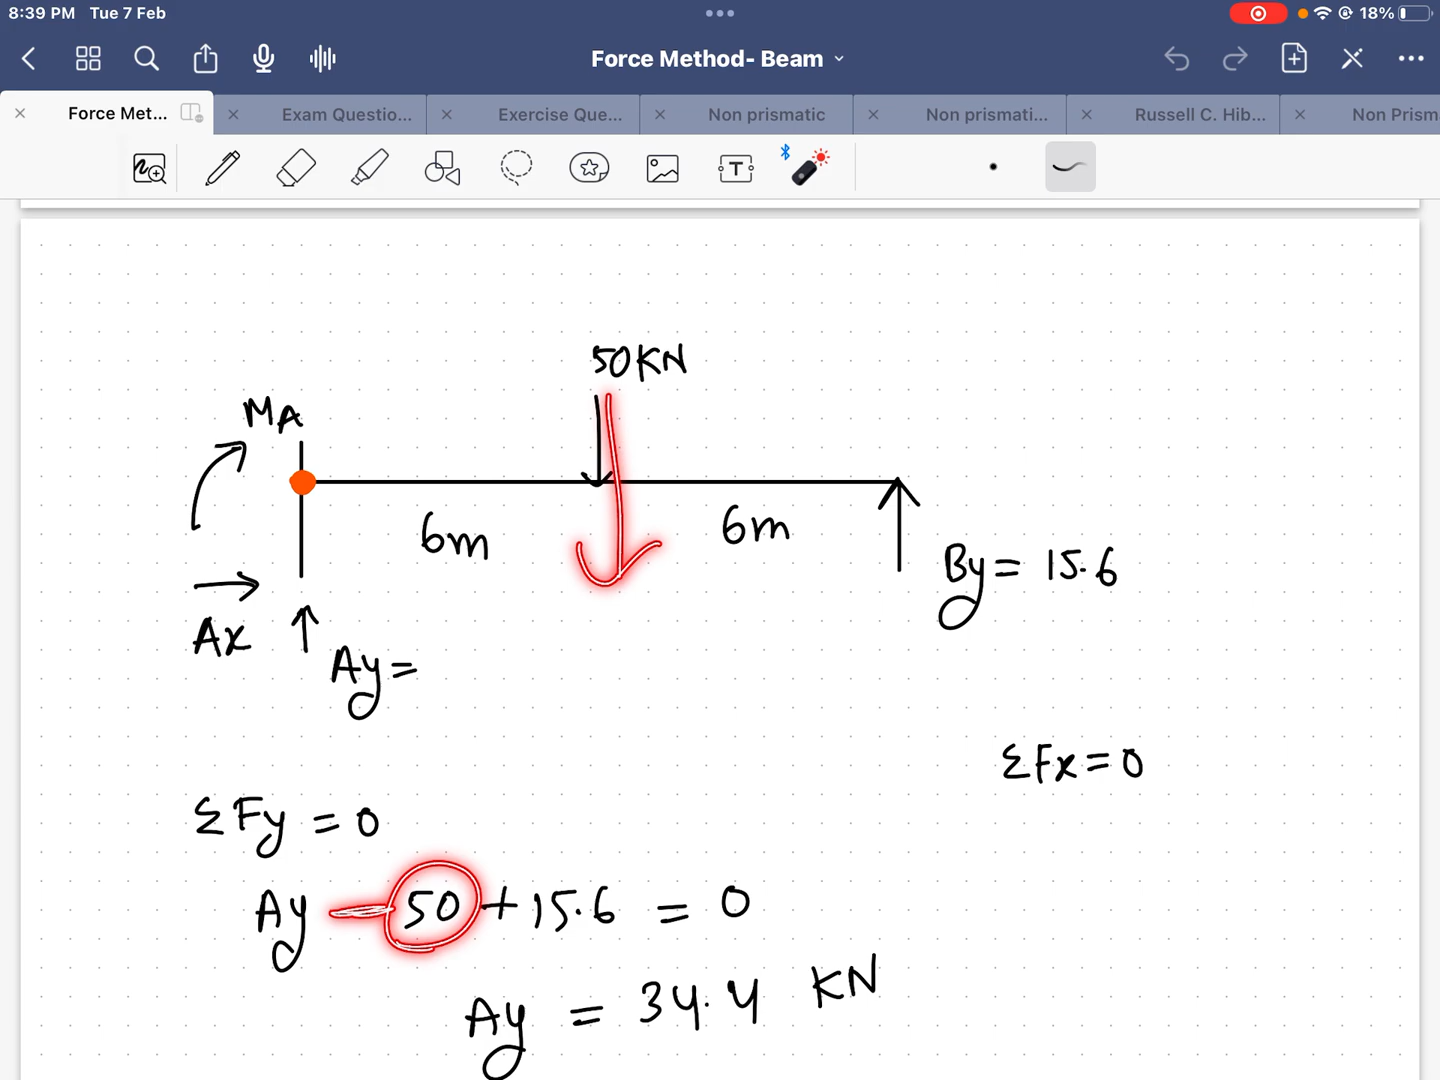 8:39 PM Tue 7 Feb
18%
Force Method- Beam
Force Met...
Exam Questio...
Exercise Que...
Non prismatic
Non prismati...
Russell C. Hib...
Non Prism
T
50KN
MA
6m
6m
By = 15.6
Ax
Ay =
ΣFx = 0
ΣFy = 0
Ay - 50 + 15.6 = 0
Ay = 34.4 KN